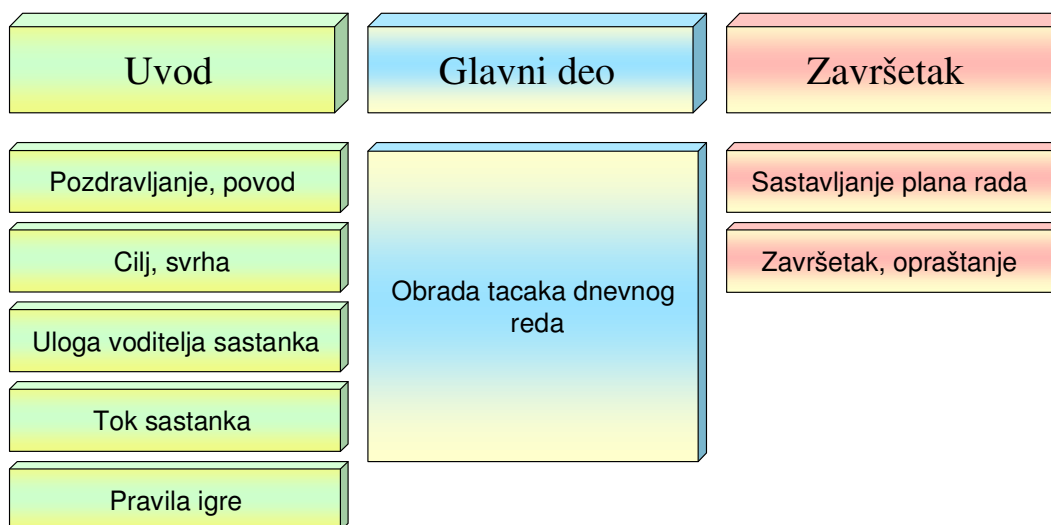 Uvod
Glavni deo
Završetak
Pozdravljanje, povod
Cilj, svrha
Uloga voditelja sastanka
Tok sastanka
Pravila igre
Obrada tacaka dnevnog
reda
Sastavljanje plana rada
Završetak, opraštanje